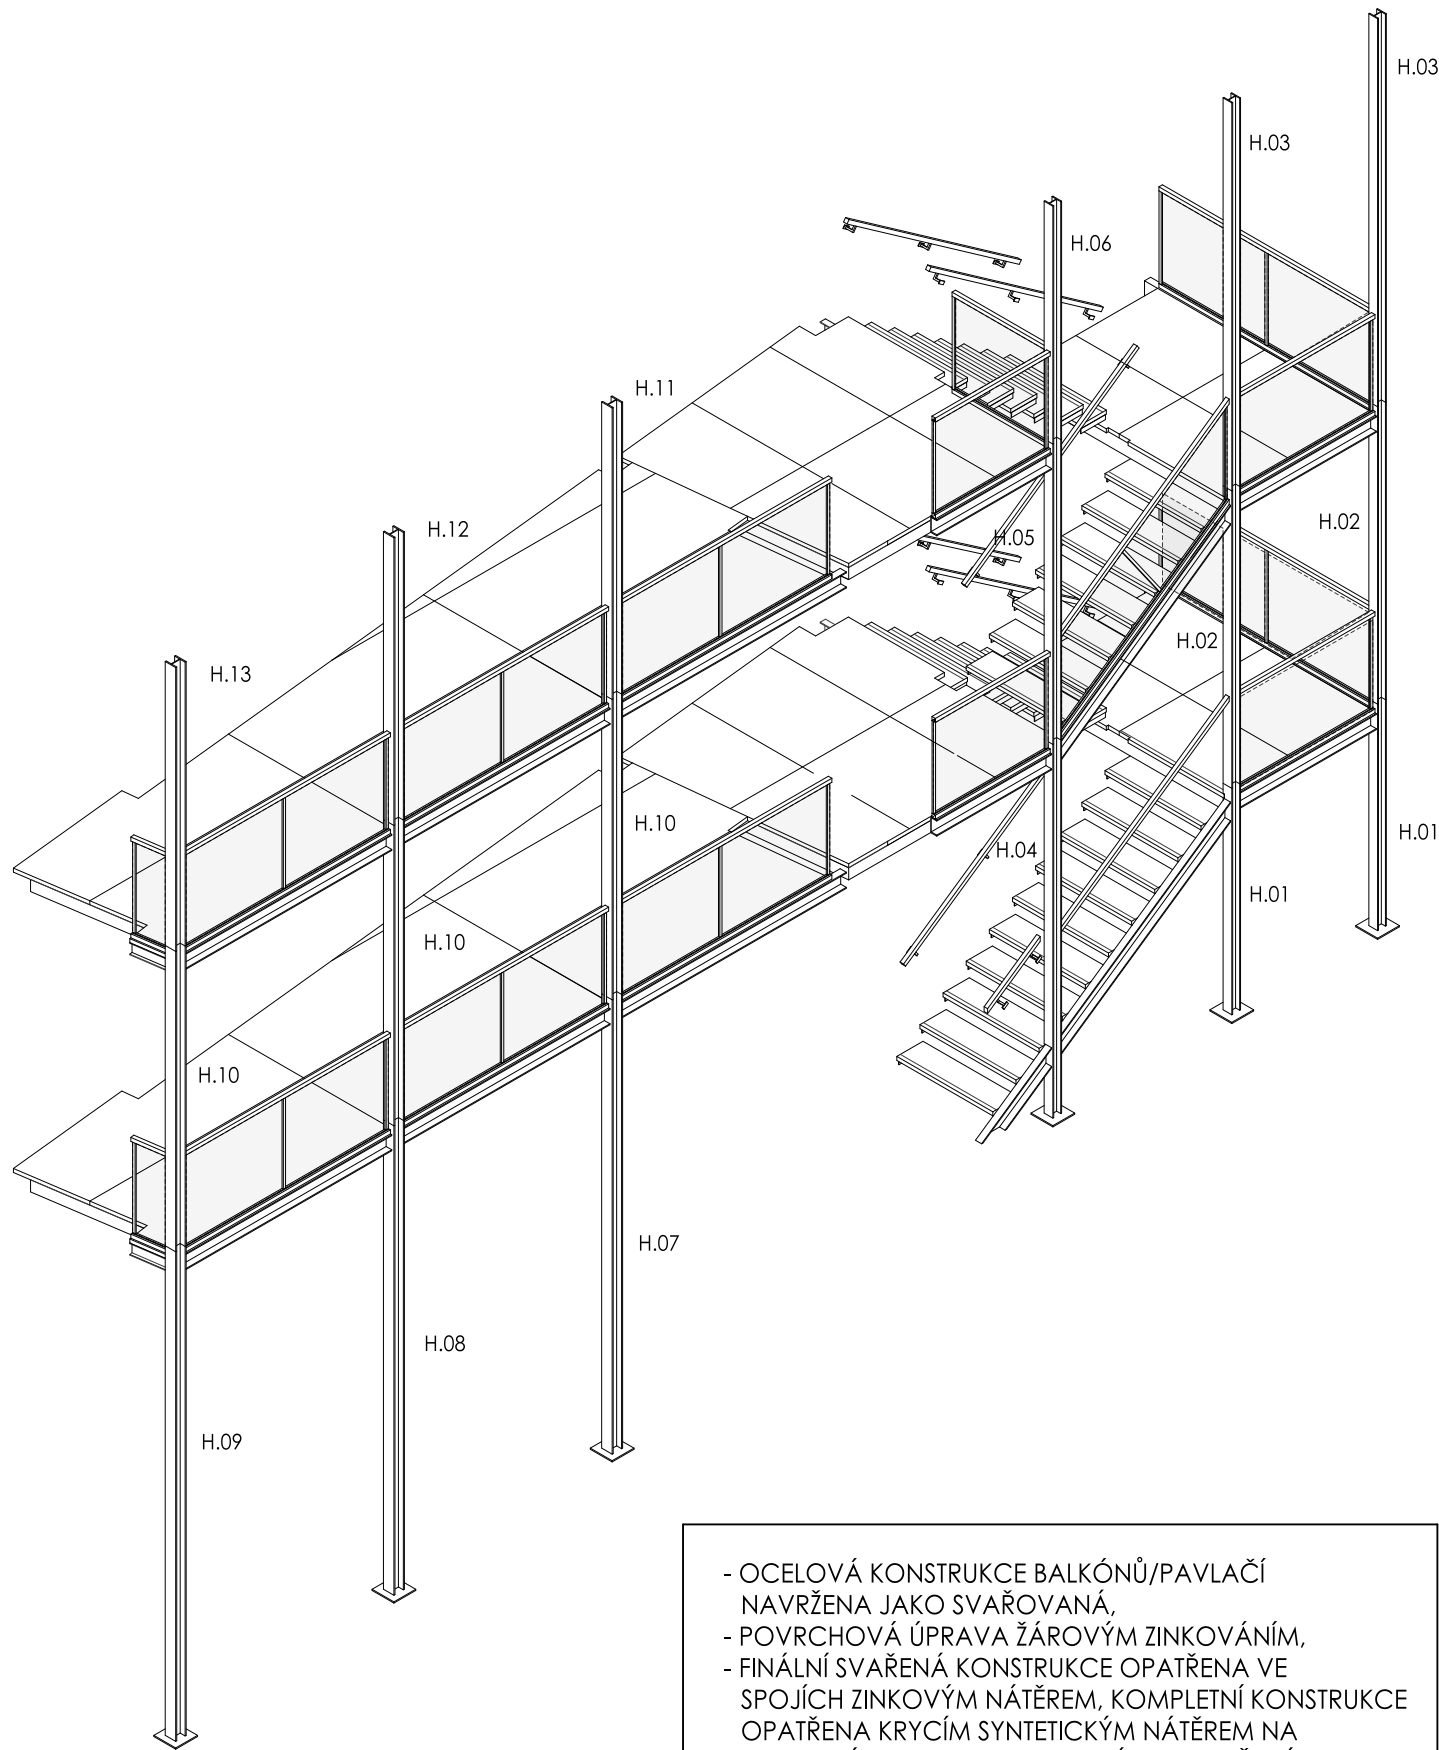 H.03
H.03
H.06
H.11
H.12
H.02
H.05
H.02
H.13
H.10
H.01
H.04
H.01
H.10
H.10
H.07
H.08
H.09
- OCELOVÁ KONSTRUKCE BALKÓNŮ/PAVLAČÍ
NAVRŽENA JAKO SVAŘOVANÁ,
- POVRCHOVÁ ÚPRAVA ŽÁROVÝM ZINKOVÁNÍM,
- FINÁLNÍ SVAŘENÁ KONSTRUKCE OPATŘENA VE
SPOJÍCH ZINKOVÝM NÁTĚREM, KOMPLETNÍ KONSTRUKCE
OPATŘENA KRYCÍM SYNTETICKÝM NÁTĚREM NA